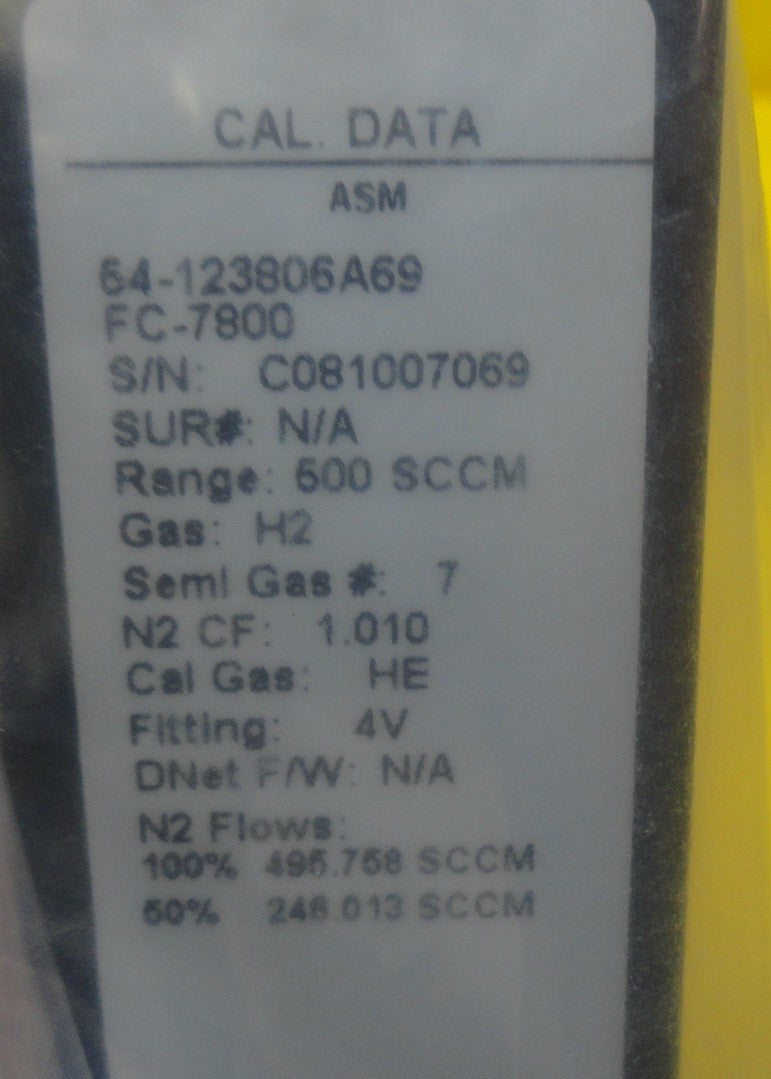 CAL. DATA
ASM
54-123806A69
FC-7800
S/N: C081007069
SUR#: N/A
Range: 500 SCCM
Gas: H2
Semi Gas #: 7
N2 CF: 1.010
Cal Gas: HE
Fitting: 4V
DNet F/W: N/A
N2 Flows:
100% 495.758 SCCM
50% 246.013 SCCM